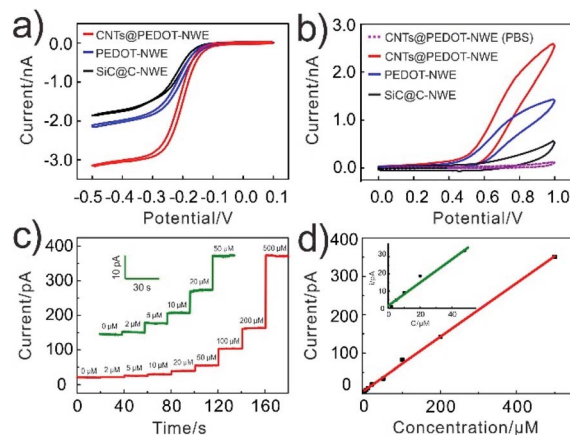 a)
CNTs@PEDOT-NWE
PEDOT-NWE
SiC@C-NWE
Current/nA
0.0
-1.0
-2.0
-3.0
-0.5 -0.4 -0.3 -0.2 -0.1 0.0 0.1
Potential/V
b)
CNTs@PEDOT-NWE (PBS)
CNTs@PEDOT-NWE
PEDOT-NWE
SiC@C-NWE
Current/nA
3.0
2.0
1.0
0.0
0.0 0.2 0.4 0.6 0.8 1.0
Potential/V
c)
Current/pA
400
300
200
100
0
10 pA
30 s
0 µM 2 µM 5 µM 10 µM 20 µM 50 µM
0 µM 2 µM 5 µM 10 µM 20 µM 50 µM 100 µM 200 µM 500 µM
0 40 80 120 160
Time/s
d)
Current/pA
400
300
200
100
0
I/pA
30
20
10
0
0 20 40
C/µM
0 200 400
Concentration/µM